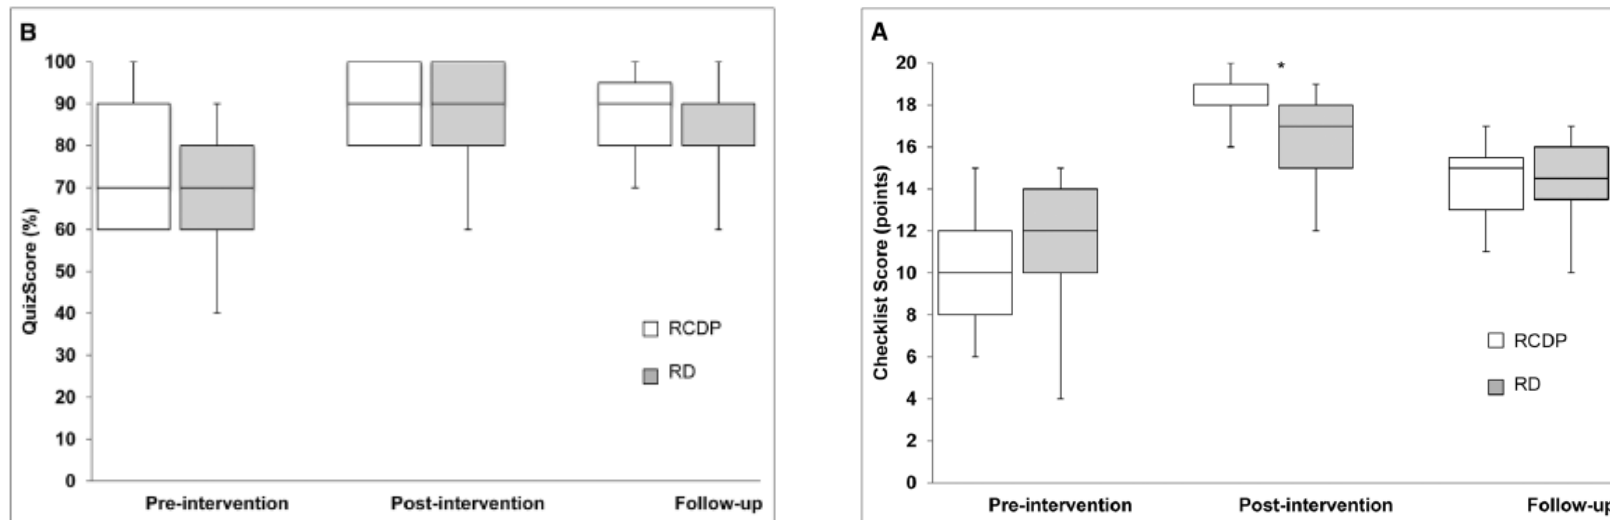 B
100
90
80
70
60
50
40
30
20
10
0
QuizScore (%)
RCDP
RD
Pre-intervention Post-intervention Follow-up
A
20
18
16
14
12
10
8
6
4
2
0
Checklist Score (points)
*
RCDP
RD
Pre-intervention Post-intervention Follow-up